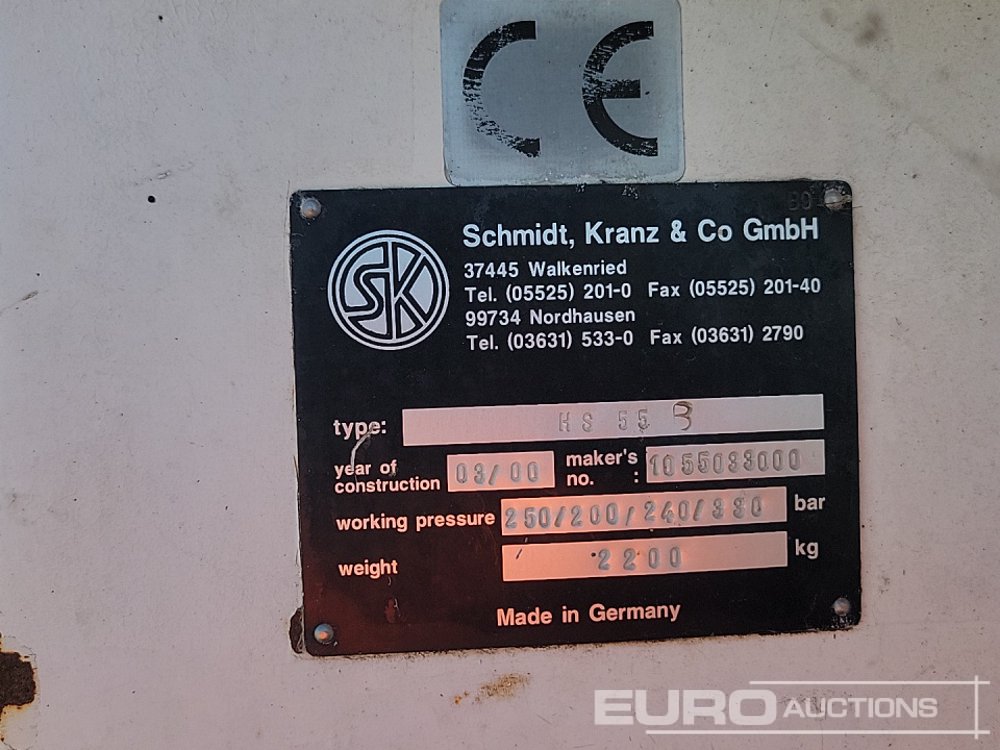 CE
Schmidt, Kranz & Co GmbH
SK
37445 Walkenried
Tel. (05525) 201-0 Fax (05525) 201-40
99734 Nordhausen
Tel. (03631) 533-0 Fax (03631) 2790
type: HS 55 B
year of construction 03/00 maker's no. : 1055033000
working pressure 250/200/240/330 bar
weight 2200 kg
Made in Germany
EURO AUCTIONS